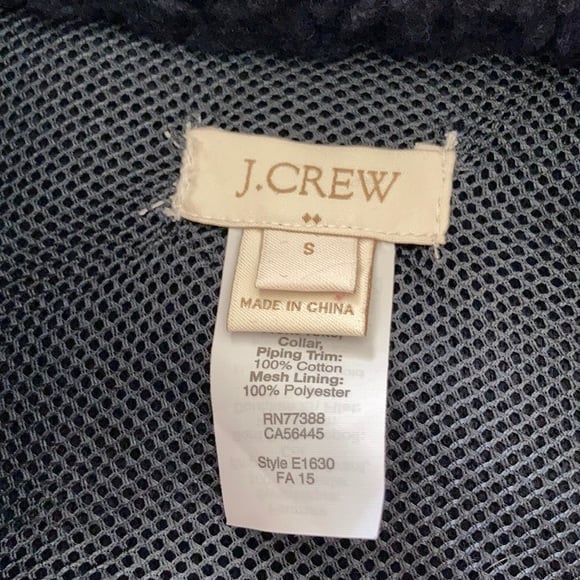 J.CREW
S
MADE IN CHINA
Collar,
Piping Trim:
100% Cotton
Mesh Lining:
100% Polyester
RN77388
CA56445
Style E1630
FA 15